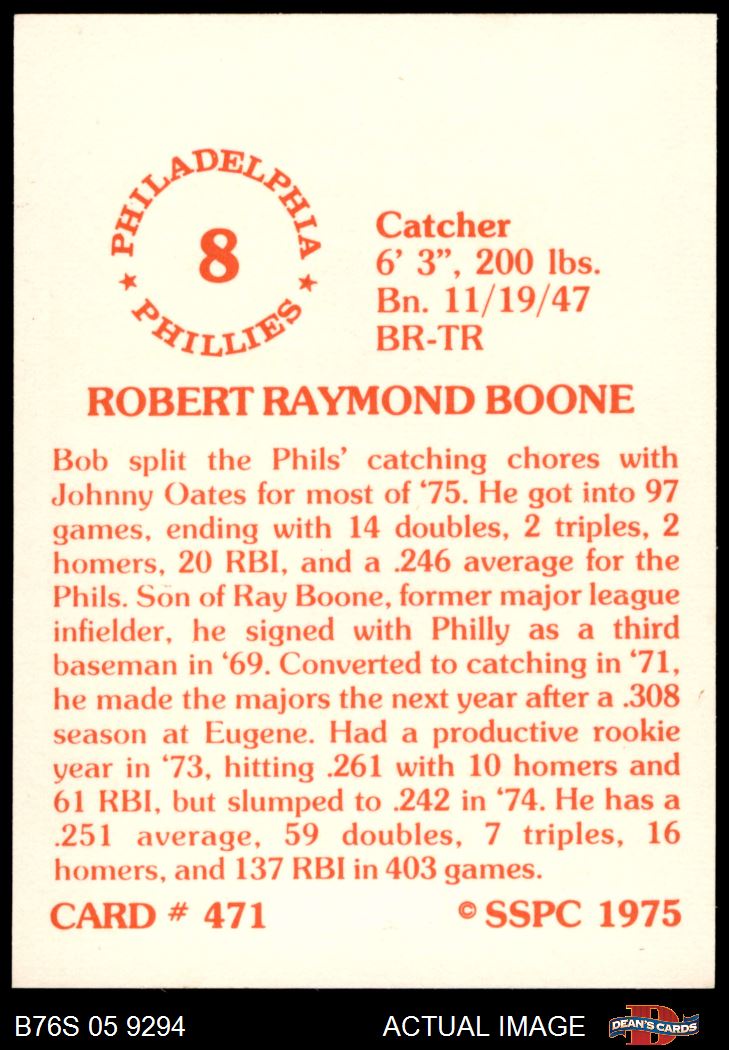 PHILADELPHIA
8
★ PHILLIES ★
Catcher
6’ 3”, 200 lbs.
Bn. 11/19/47
BR-TR
ROBERT RAYMOND BOONE
Bob split the Phils’ catching chores with
Johnny Oates for most of ‘75. He got into 97
games, ending with 14 doubles, 2 triples, 2
homers, 20 RBI, and a .246 average for the
Phils. Son of Ray Boone, former major league
infielder, he signed with Philly as a third
baseman in ‘69. Converted to catching in ‘71,
he made the majors the next year after a .308
season at Eugene. Had a productive rookie
year in ‘73, hitting .261 with 10 homers and
61 RBI, but slumped to .242 in ‘74. He has a
.251 average, 59 doubles, 7 triples, 16
homers, and 137 RBI in 403 games.
CARD # 471 © SSPC 1975
B76S 05 9294 ACTUAL IMAGE DEAN'S CARDS